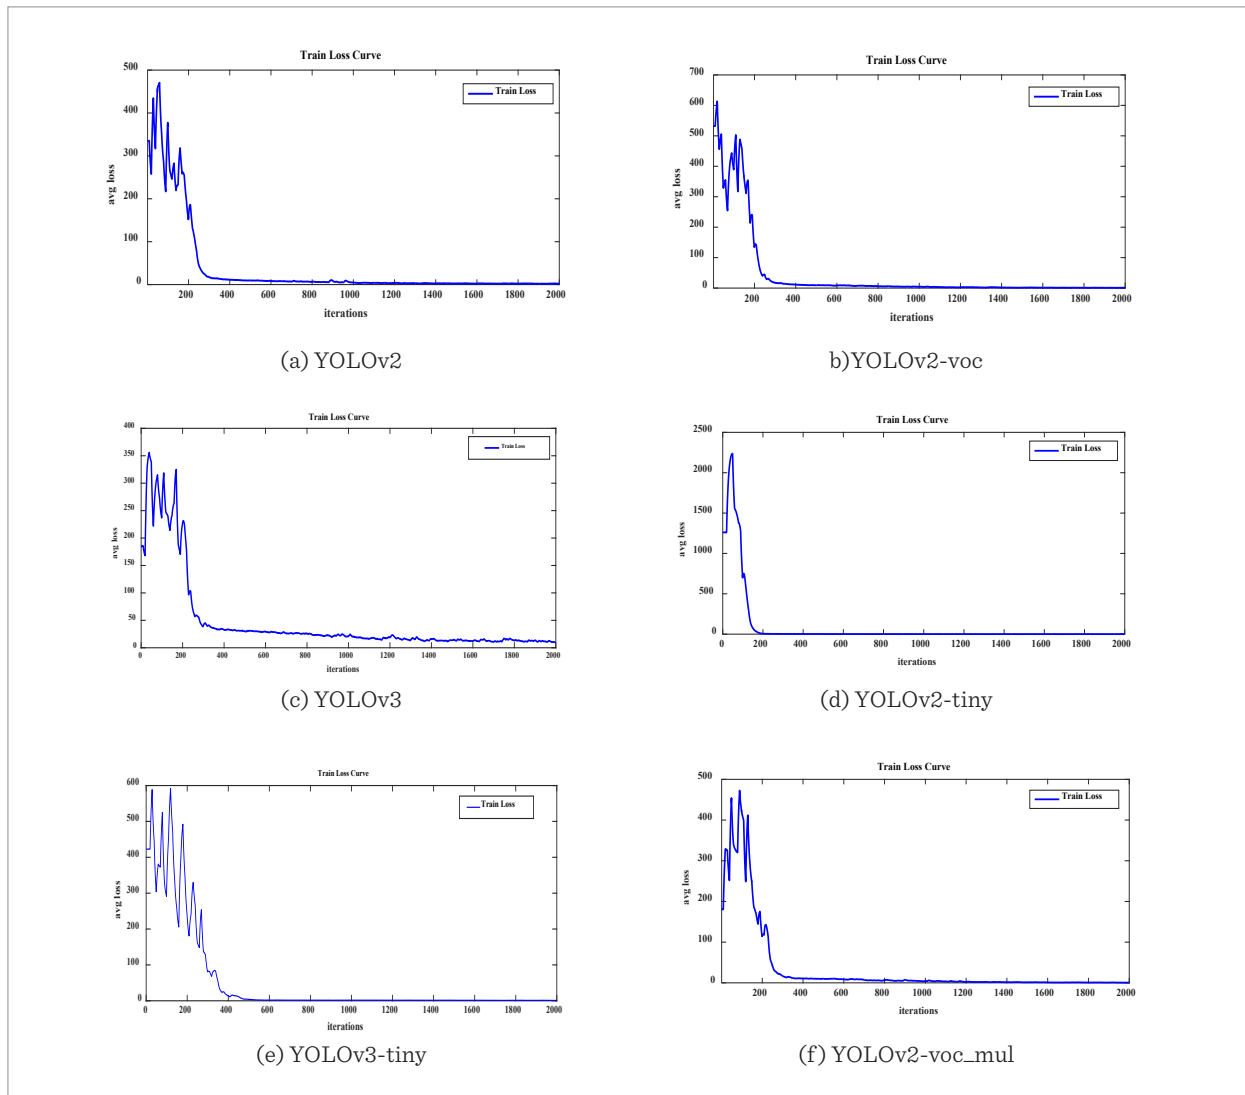 Train Loss Curve
500
400
300
200
100
0
avg loss
Train Loss
200 400 600 800 1000 1200 1400 1600 1800 2000
iterations
(a) YOLOv2
Train Loss Curve
700
600
500
400
300
200
100
0
avg loss
Train Loss
200 400 600 800 1000 1200 1400 1600 1800 2000
iterations
b)YOLOv2-voc
Train Loss Curve
400
350
300
250
200
150
100
50
0
avg loss
Train Loss
0 200 400 600 800 1000 1200 1400 1600 1800 2000
iterations
(c) YOLOv3
Train Loss Curve
2500
2000
1500
1000
500
0
avg loss
Train Loss
0 200 400 600 800 1000 1200 1400 1600 1800 2000
iterations
(d) YOLOv2-tiny
Train Loss Curve
600
500
400
300
200
100
0
avg loss
Train Loss
0 200 400 600 800 1000 1200 1400 1600 1800 2000
iterations
(e) YOLOv3-tiny
Train Loss Curve
500
400
300
200
100
0
avg loss
Train Loss
200 400 600 800 1000 1200 1400 1600 1800 2000
iterations
(f) YOLOv2-voc_mul